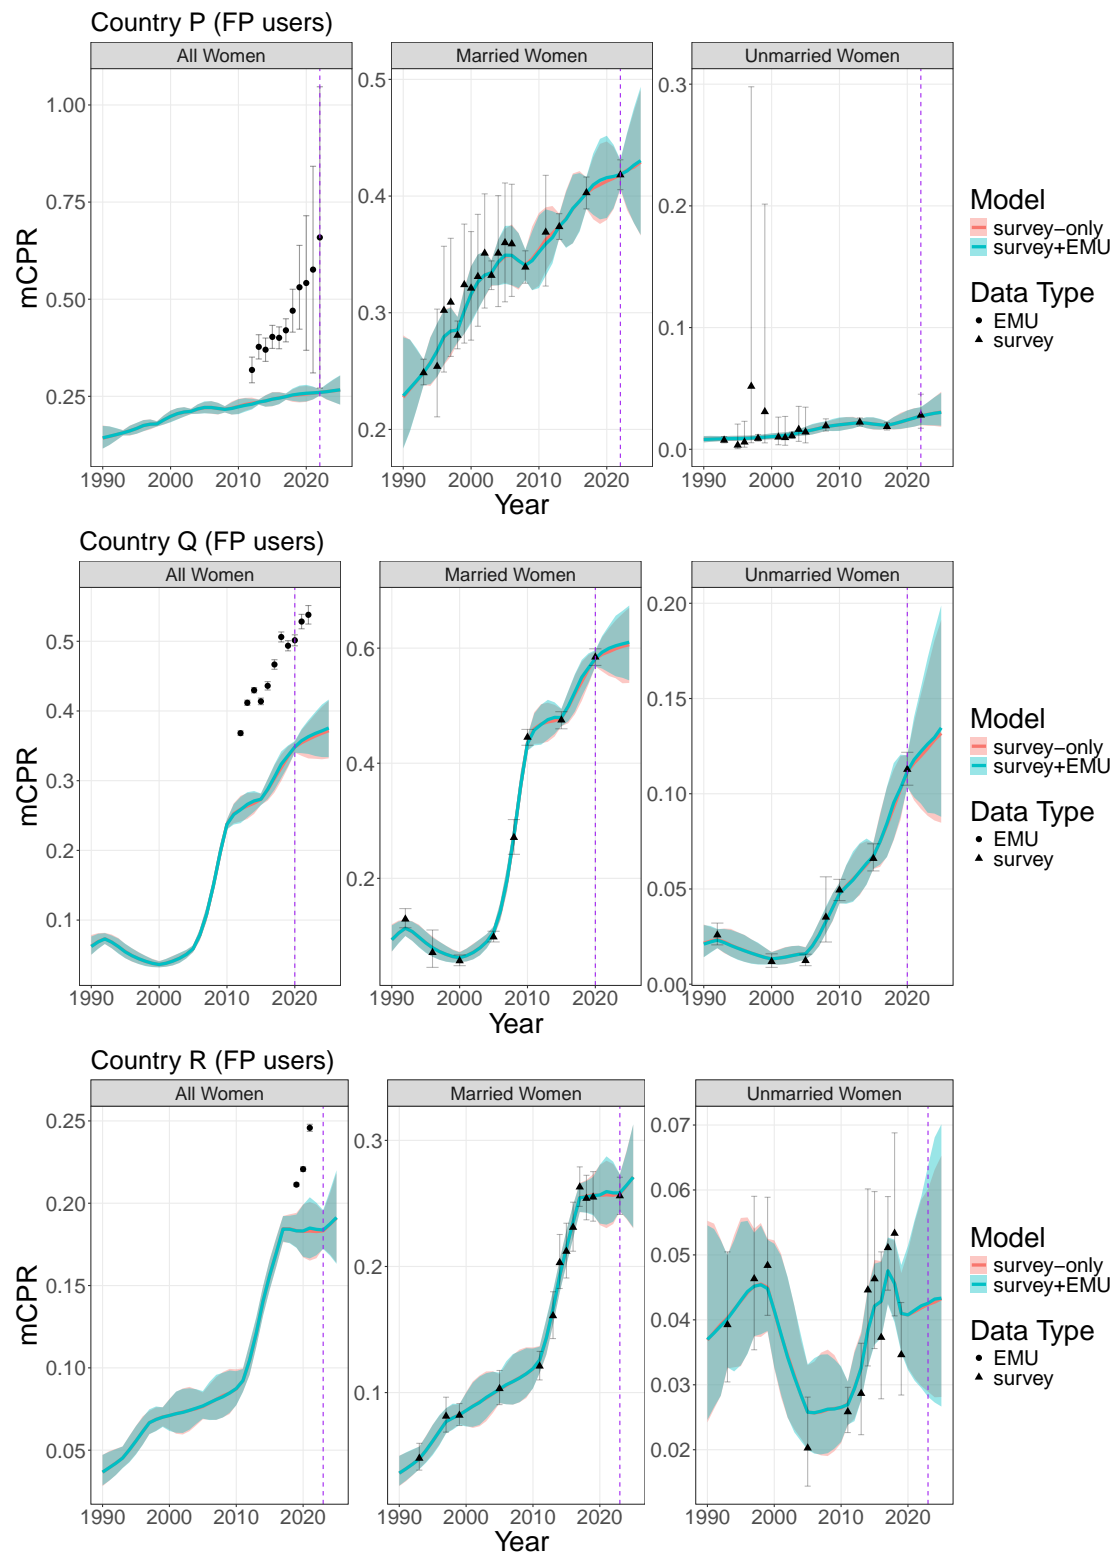 Country P (FP users)
All Women
Married Women
Unmarried Women
mCPR
1.00
0.75
0.50
0.25
0.5
0.4
0.3
0.2
0.3
0.2
0.1
0.0
1990 2000 2010 2020
1990 2000 2010 2020
1990 2000 2010 2020
Year
Model
survey−only
survey+EMU
Data Type
EMU
survey
Country Q (FP users)
All Women
Married Women
Unmarried Women
mCPR
0.5
0.4
0.3
0.2
0.1
0.6
0.4
0.2
0.20
0.15
0.10
0.05
0.00
1990 2000 2010 2020
1990 2000 2010 2020
1990 2000 2010 2020
Year
Model
survey−only
survey+EMU
Data Type
EMU
survey
Country R (FP users)
All Women
Married Women
Unmarried Women
mCPR
0.25
0.20
0.15
0.10
0.05
0.3
0.2
0.1
0.07
0.06
0.05
0.04
0.03
0.02
1990 2000 2010 2020
1990 2000 2010 2020
1990 2000 2010 2020
Year
Model
survey−only
survey+EMU
Data Type
EMU
survey